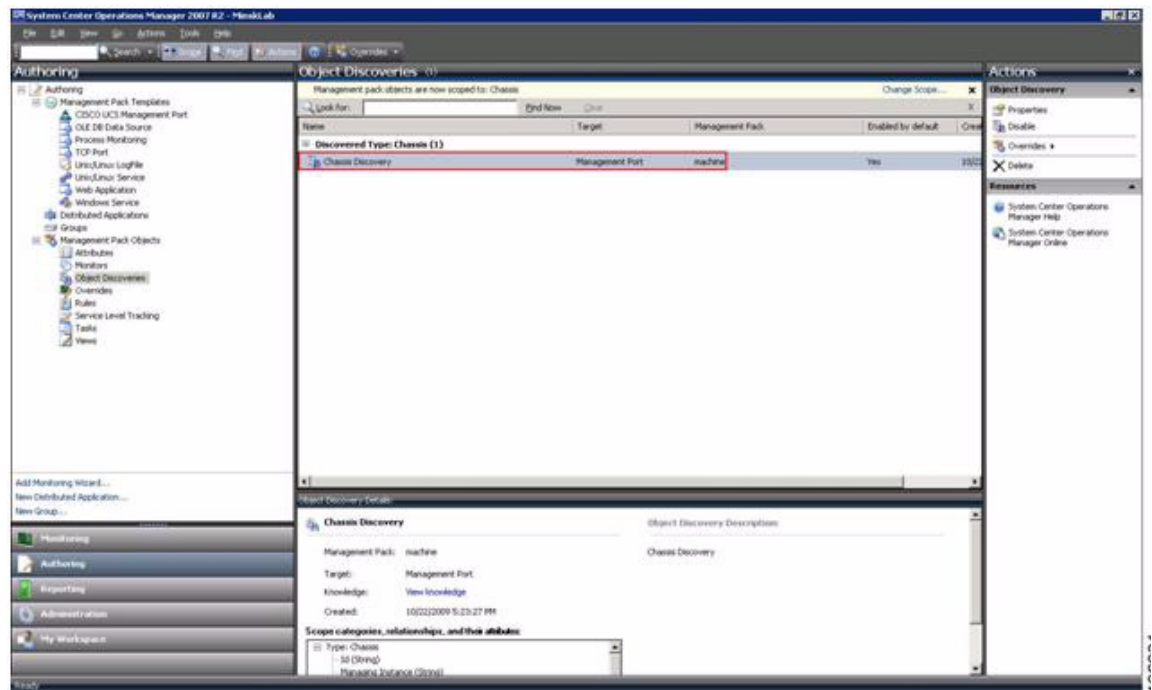 System Center Operations Manager 2007 R2 - MinskLab
File Edit View Go Actions Tools Help
Search Scope Find Actions Overrides
Authoring
Authoring
Management Pack Templates
CISCO UCS Management Port
OLE DB Data Source
Process Monitoring
TCP Port
Unix/Linux LogFile
Unix/Linux Service
Web Application
Windows Service
Distributed Applications
Groups
Management Pack Objects
Attributes
Monitors
Object Discoveries
Overrides
Rules
Service Level Tracking
Tasks
Views
Add Monitoring Wizard...
New Distributed Application...
New Group...
Monitoring
Authoring
Reporting
Administration
My Workspace
Ready
Object Discoveries (1)
Management pack objects are now scoped to: Chassis Change Scope... X
Look for: Find Now Clear X
Name Target Management Pack Enabled by default
Discovered Type: Chassis (1)
Chassis Discovery Management Port machine Yes
Object Discovery Details:
Chassis Discovery
Management Pack: machine
Target: Management Port
Knowledge: View knowledge
Created: 10/22/2009 5:23:27 PM
Scope categories, relationships, and their attributes:
Type: Chassis
Id (String)
Managing Instance (String)
Object Discovery Description
Chassis Discovery
Actions
Object Discovery
Properties
Disable
Overrides
Delete
Resources
System Center Operations
Manager Help
System Center Operations
Manager Online